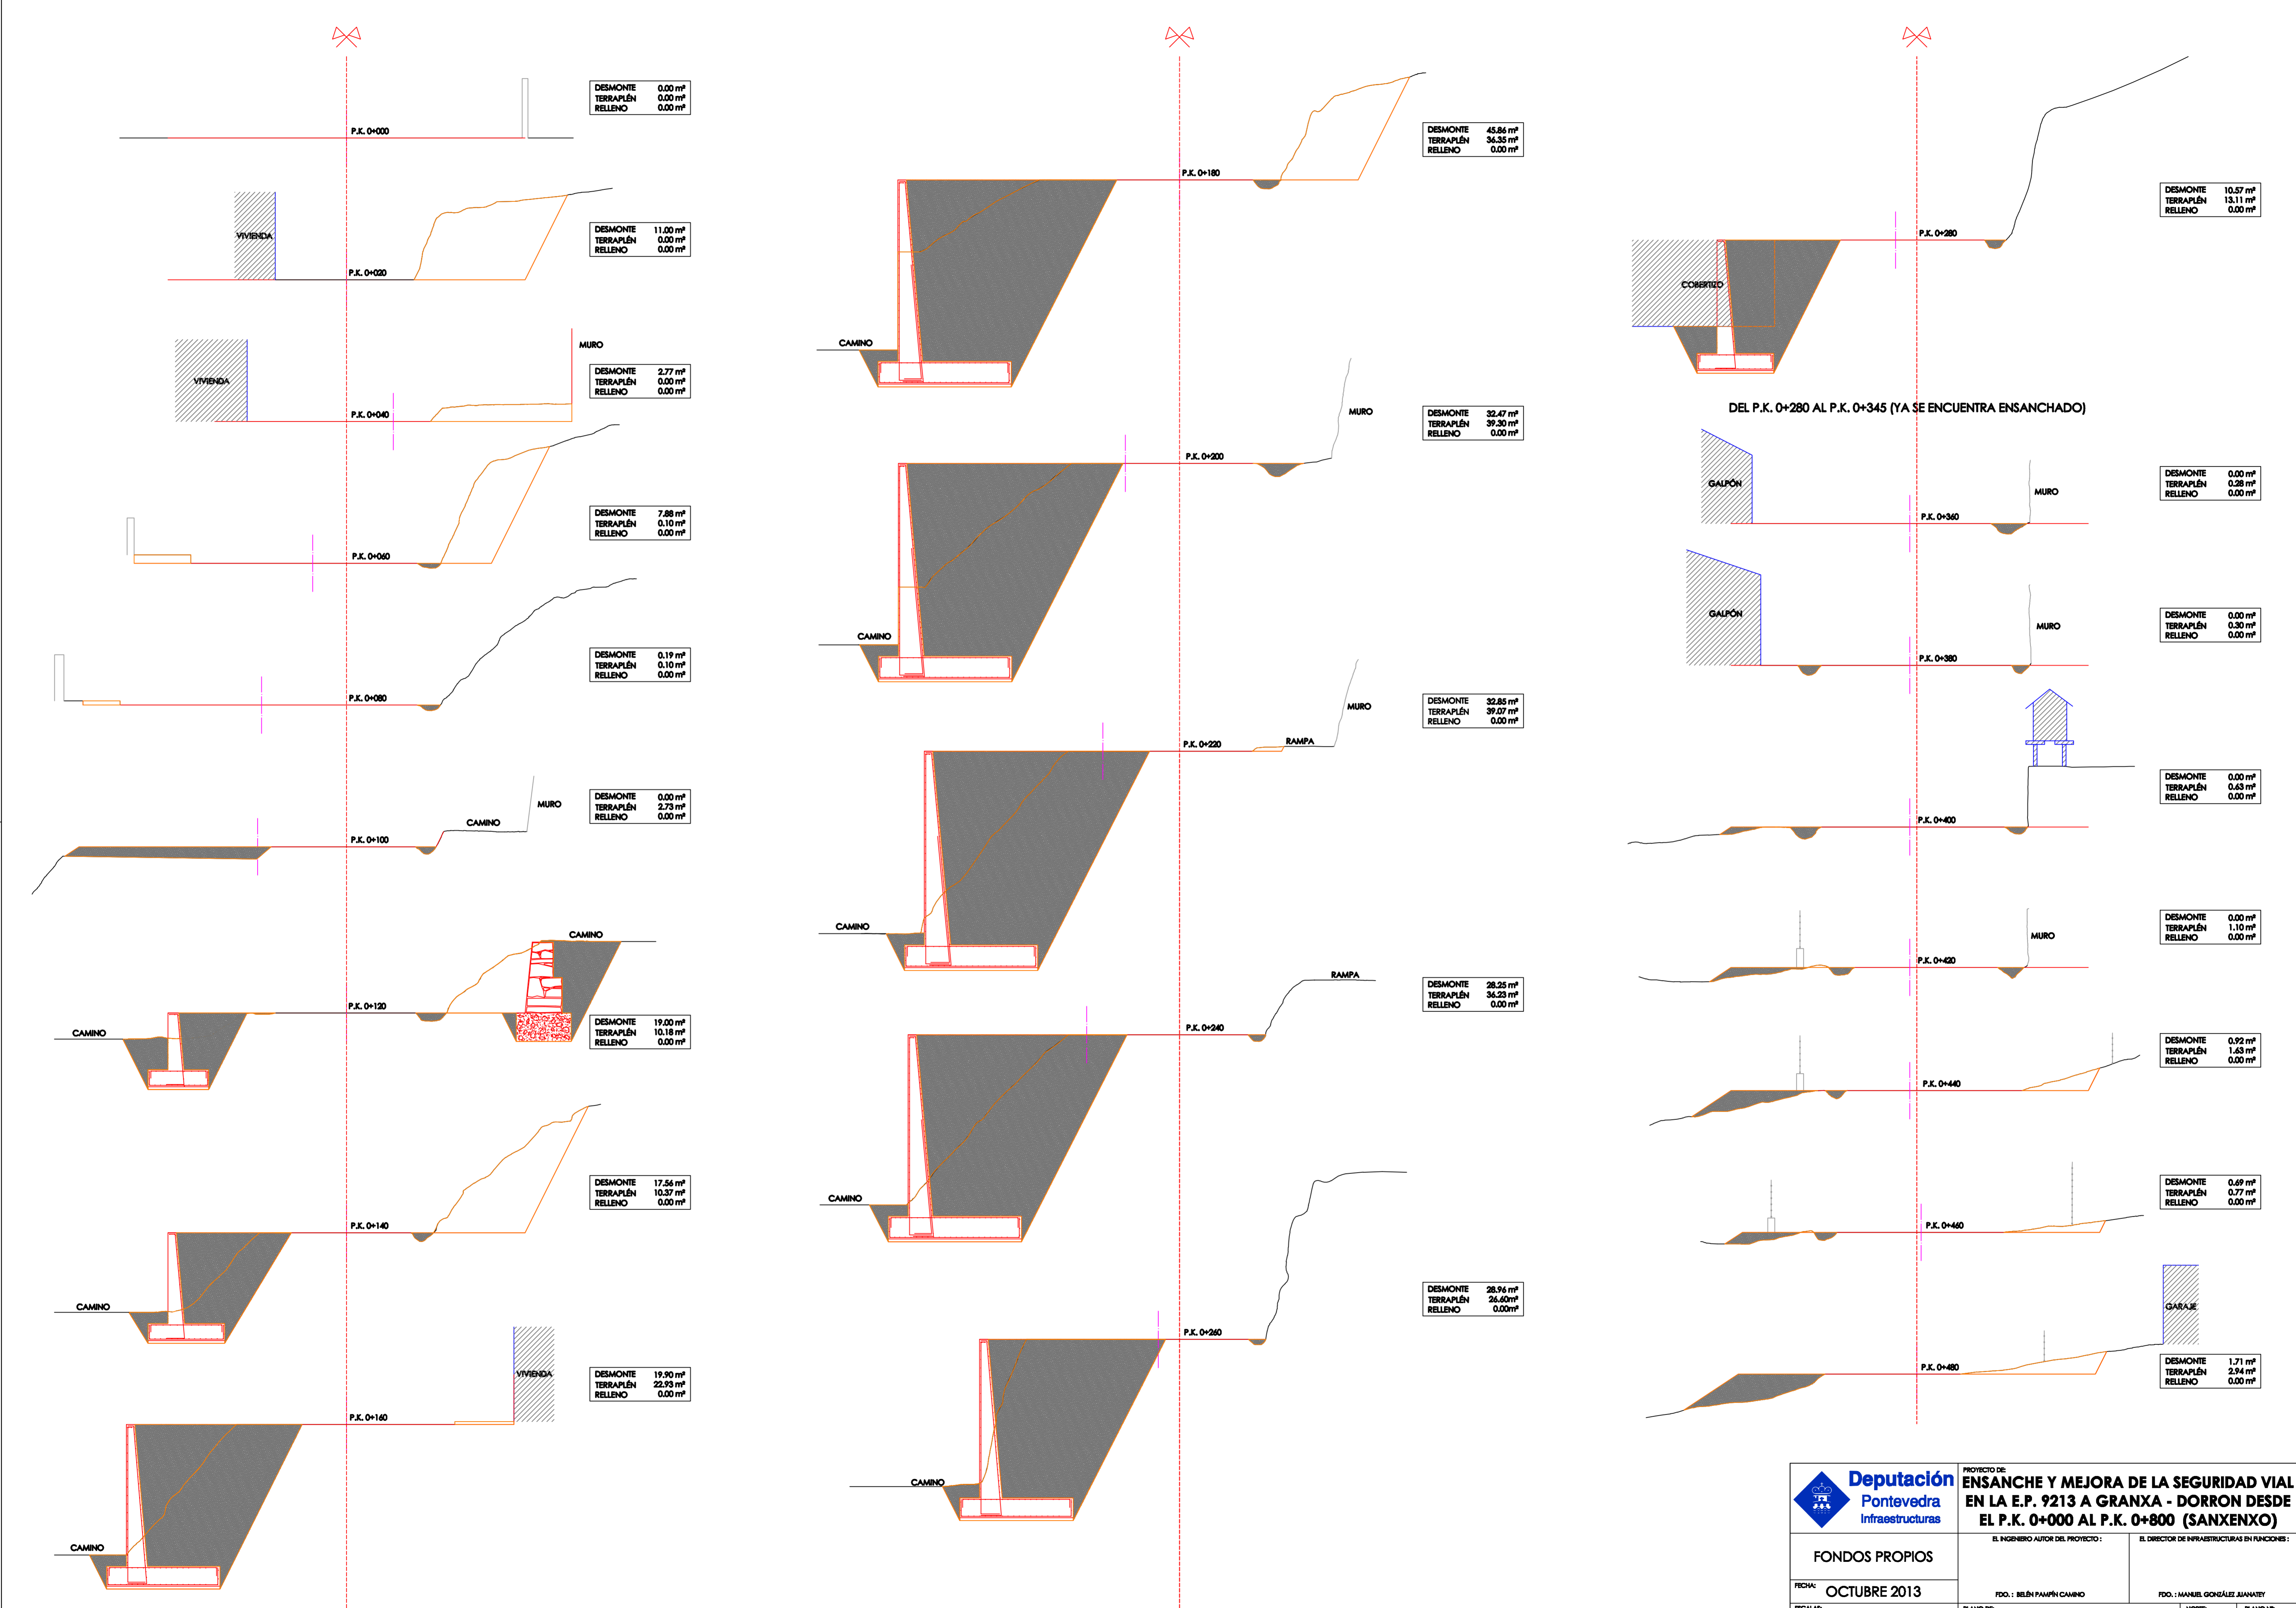 P.K. 0+000
DESMONTE 0.00 m²
TERRAPLÉN 0.00 m²
RELLENO 0.00 m²
VIVIENDA
P.K. 0+020
DESMONTE 11.00 m²
TERRAPLÉN 0.00 m²
RELLENO 0.00 m²
VIVIENDA
P.K. 0+040
MURO
DESMONTE 2.77 m²
TERRAPLÉN 0.00 m²
RELLENO 0.00 m²
P.K. 0+060
DESMONTE 7.88 m²
TERRAPLÉN 0.10 m²
RELLENO 0.00 m²
P.K. 0+080
DESMONTE 0.19 m²
TERRAPLÉN 0.10 m²
RELLENO 0.00 m²
P.K. 0+100
CAMINO
MURO
DESMONTE 0.00 m²
TERRAPLÉN 2.73 m²
RELLENO 0.00 m²
CAMINO
P.K. 0+120
CAMINO
DESMONTE 19.00 m²
TERRAPLÉN 10.18 m²
RELLENO 0.00 m²
CAMINO
P.K. 0+140
DESMONTE 17.56 m²
TERRAPLÉN 10.37 m²
RELLENO 0.00 m²
CAMINO
P.K. 0+160
VIVIENDA
DESMONTE 19.90 m²
TERRAPLÉN 22.93 m²
RELLENO 0.00 m²
CAMINO
P.K. 0+180
DESMONTE 45.86 m²
TERRAPLÉN 36.35 m²
RELLENO 0.00 m²
CAMINO
P.K. 0+200
MURO
DESMONTE 32.47 m²
TERRAPLÉN 39.30 m²
RELLENO 0.00 m²
CAMINO
P.K. 0+220
RAMPA
MURO
DESMONTE 32.85 m²
TERRAPLÉN 39.07 m²
RELLENO 0.00 m²
CAMINO
P.K. 0+240
RAMPA
DESMONTE 28.25 m²
TERRAPLÉN 36.23 m²
RELLENO 0.00 m²
CAMINO
P.K. 0+260
DESMONTE 28.96 m²
TERRAPLÉN 26.60m²
RELLENO 0.00m²
COBERTIZO
P.K. 0+280
DESMONTE 10.57 m²
TERRAPLÉN 13.11 m²
RELLENO 0.00 m²
DEL P.K. 0+280 AL P.K. 0+345 (YA SE ENCUENTRA ENSANCHADO)
GALPÓN
P.K. 0+360
MURO
DESMONTE 0.00 m²
TERRAPLÉN 0.28 m²
RELLENO 0.00 m²
GALPÓN
P.K. 0+380
MURO
DESMONTE 0.00 m²
TERRAPLÉN 0.30 m²
RELLENO 0.00 m²
P.K. 0+400
DESMONTE 0.00 m²
TERRAPLÉN 0.63 m²
RELLENO 0.00 m²
P.K. 0+420
MURO
DESMONTE 0.00 m²
TERRAPLÉN 1.10 m²
RELLENO 0.00 m²
P.K. 0+440
DESMONTE 0.92 m²
TERRAPLÉN 1.63 m²
RELLENO 0.00 m²
P.K. 0+460
DESMONTE 0.69 m²
TERRAPLÉN 0.77 m²
RELLENO 0.00 m²
P.K. 0+480
GARAJE
DESMONTE 1.71 m²
TERRAPLÉN 2.94 m²
RELLENO 0.00 m²
Deputación
Pontevedra
Infraestructuras
PROYECTO DE:
ENSANCHE Y MEJORA DE LA SEGURIDAD VIAL
EN LA E.P. 9213 A GRANXA - DORRON DESDE
EL P.K. 0+000 AL P.K. 0+800 (SANXENXO)
FONDOS PROPIOS
EL INGENIERO AUTOR DEL PROYECTO :
FDO. : BELÉN PAMPÍN CAMINO
EL DIRECTOR DE INFRAESTRUCTURAS EN FUNCIONES :
FDO. : MANUEL GONZÁLEZ JUANATEY
FECHA: OCTUBRE 2013